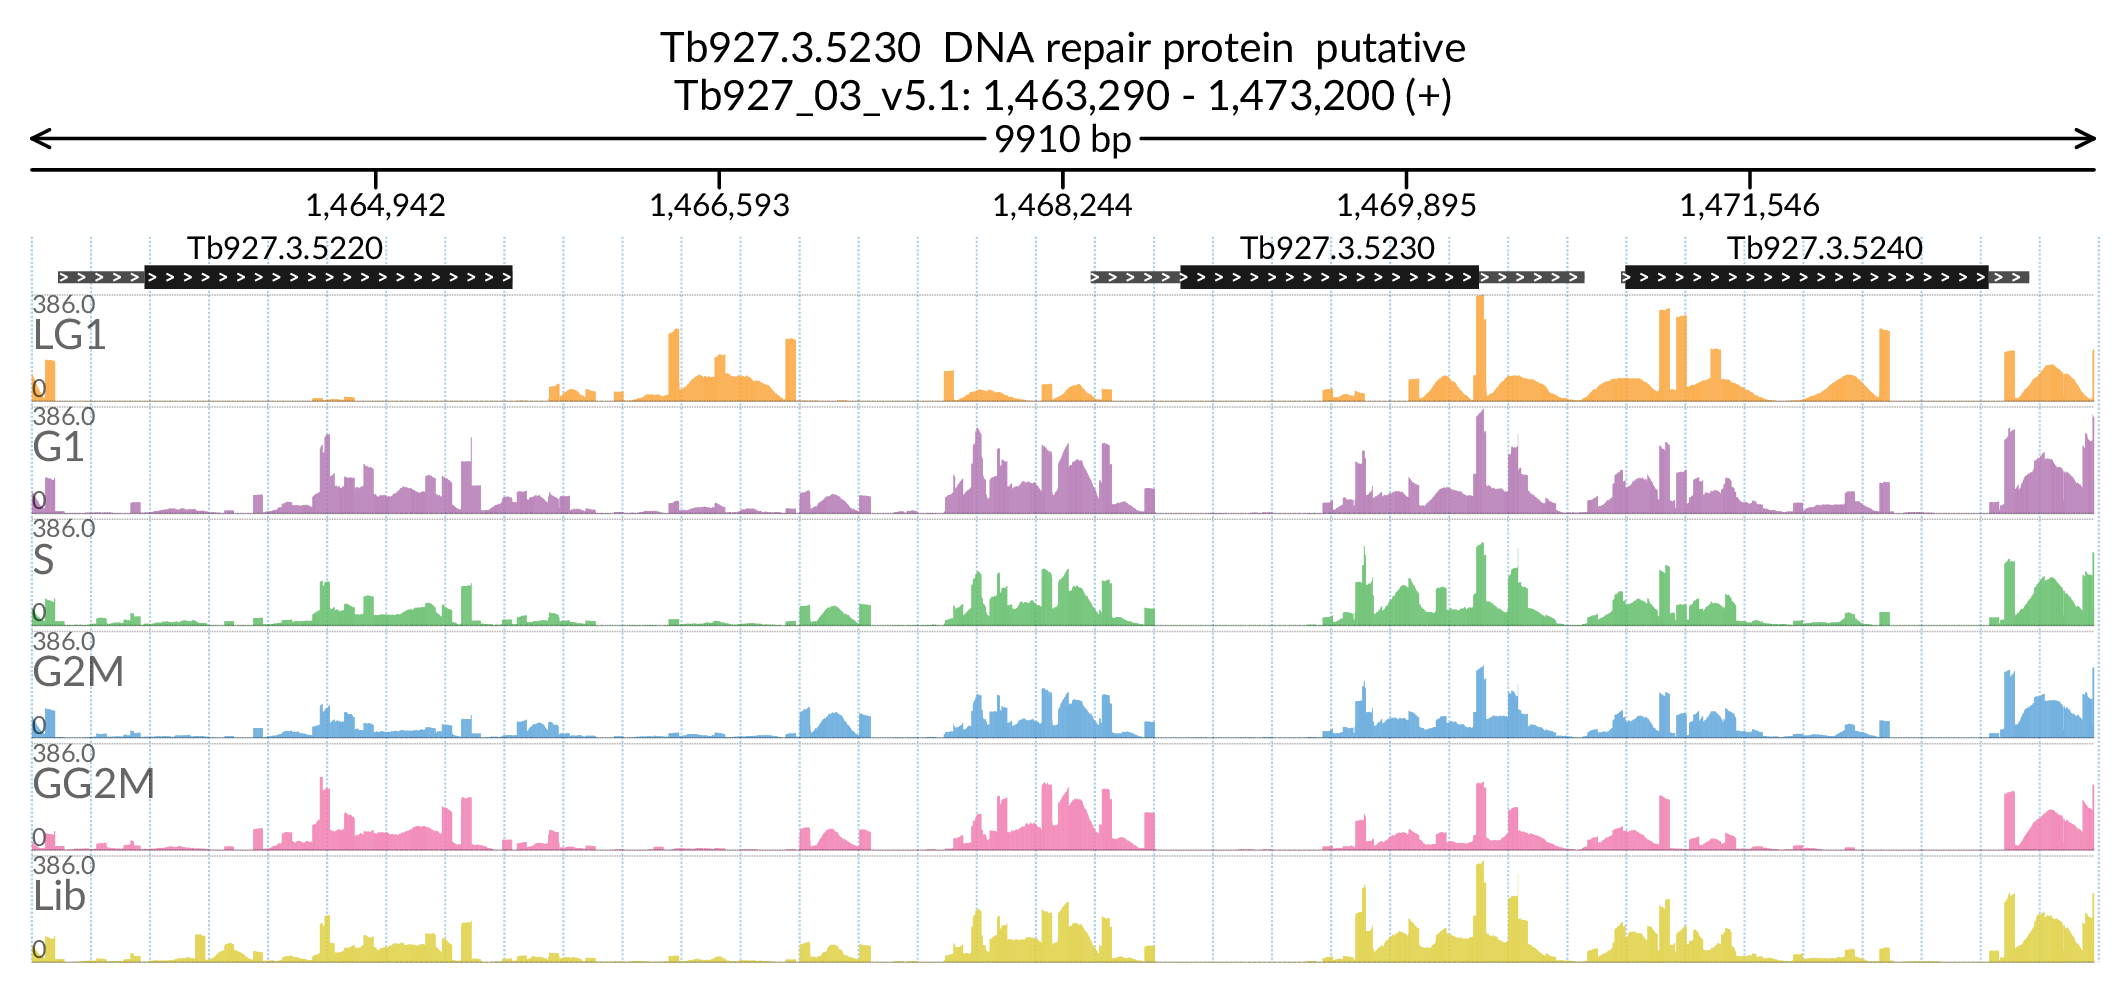 Tb927.3.5230  DNA repair protein  putative
Tb927_03_v5.1: 1,463,290 - 1,473,200 (+)
9910 bp
1,464,942 1,466,593 1,468,244 1,469,895 1,471,546
Tb927.3.5220 Tb927.3.5230 Tb927.3.5240
386.0
LG1
0
386.0
G1
0
386.0
S
0
386.0
G2M
0
386.0
GG2M
0
386.0
Lib
0